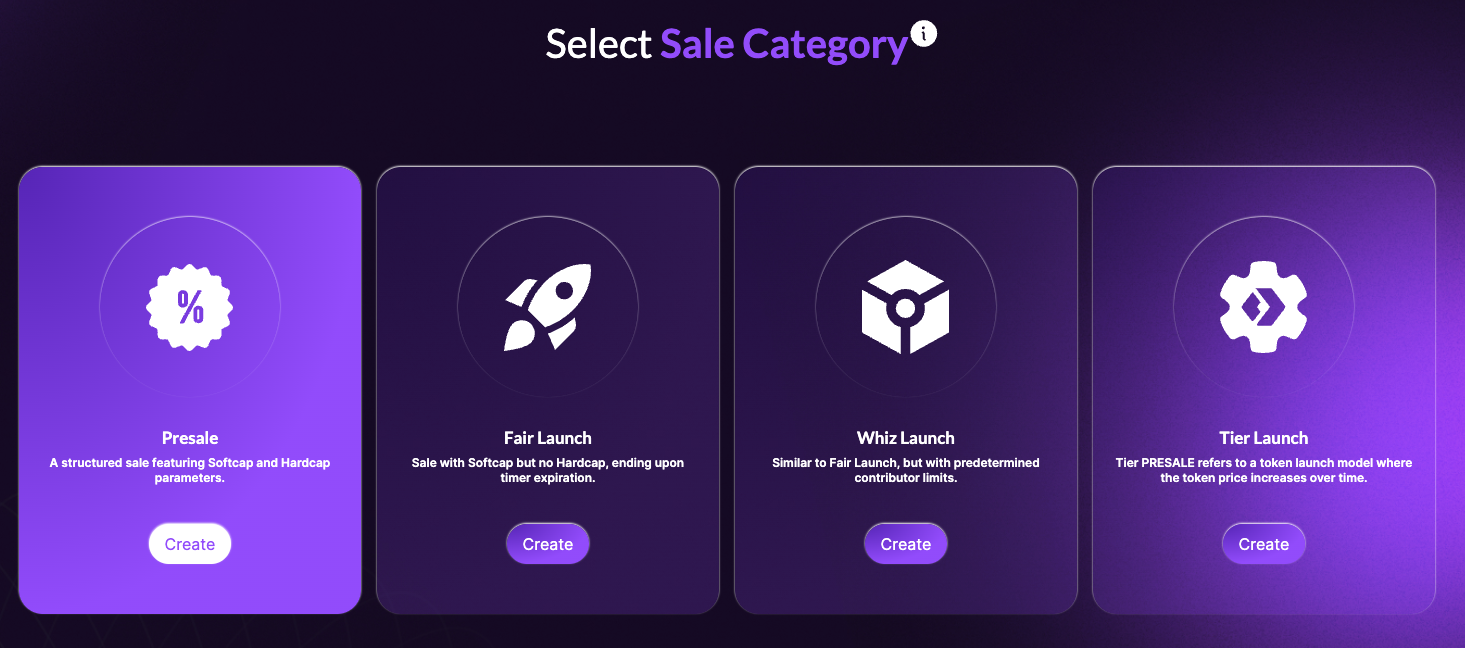 Select Sale Category
i
%
Presale
A structured sale featuring Softcap and Hardcap
parameters.
Create
Fair Launch
Sale with Softcap but no Hardcap, ending upon
timer expiration.
Create
Whiz Launch
Similar to Fair Launch, but with predetermined
contributor limits.
Create
Tier Launch
Tier PRESALE refers to a token launch model where
the token price increases over time.
Create